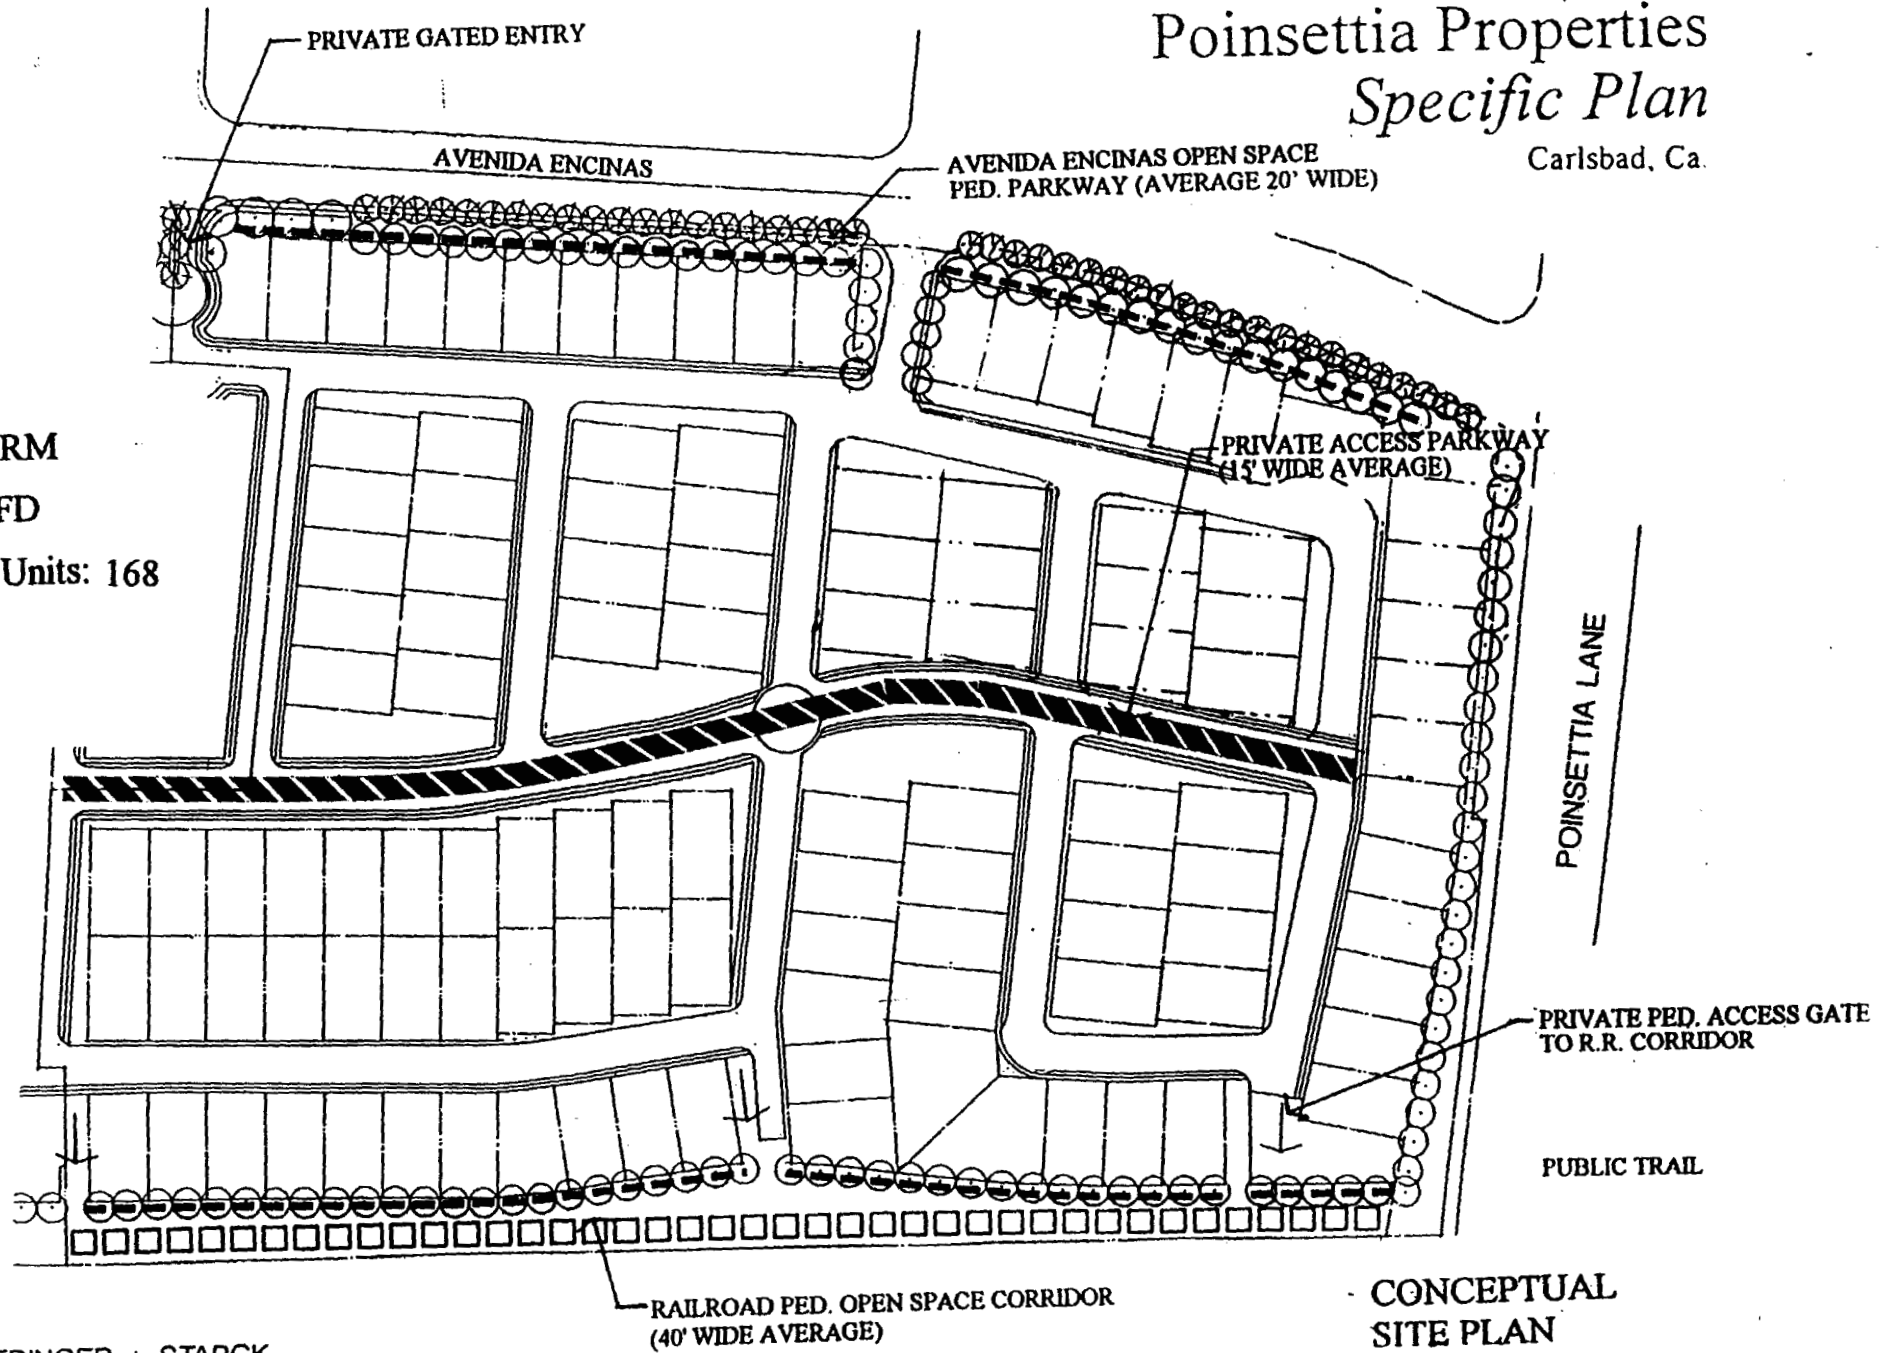 Poinsettia Properties
Specific Plan
Carlsbad, Ca.
PRIVATE GATED ENTRY
AVENIDA ENCINAS
AVENIDA ENCINAS OPEN SPACE
PED. PARKWAY (AVERAGE 20' WIDE)
RM
FD
Units: 168
PRIVATE ACCESS PARKWAY
(15' WIDE AVERAGE)
POINSETTIA LANE
PRIVATE PED. ACCESS GATE
TO R.R. CORRIDOR
PUBLIC TRAIL
RAILROAD PED. OPEN SPACE CORRIDOR
(40' WIDE AVERAGE)
CONCEPTUAL
SITE PLAN